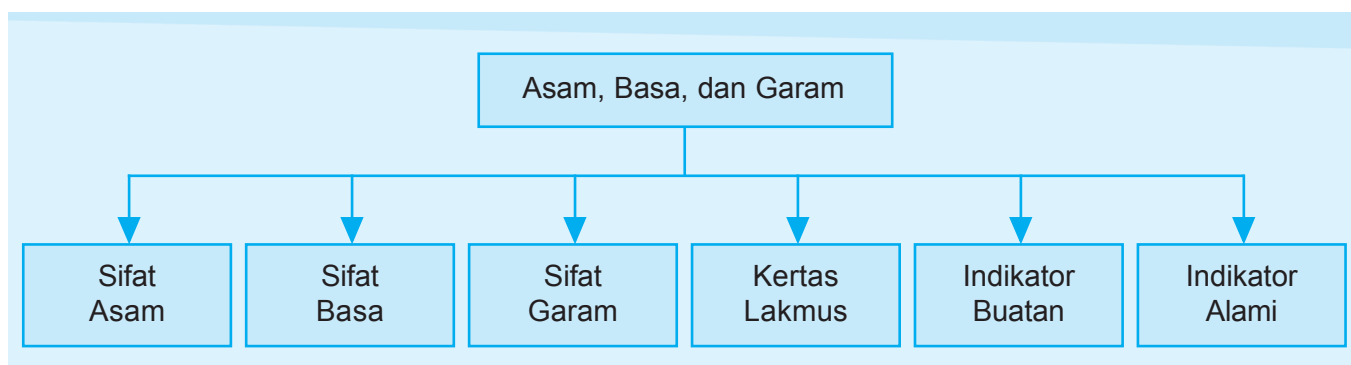 Asam, Basa, dan Garam
Sifat
Asam
Sifat
Basa
Sifat
Garam
Kertas
Lakmus
Indikator
Buatan
Indikator
Alami